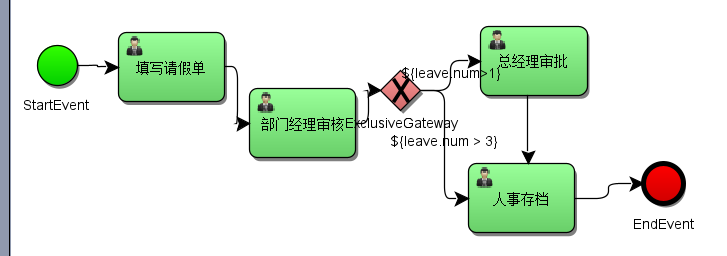 填写请假单
StartEvent
部门经理审核
ExclusiveGateway
${leave.num>1}
总经理审批
${leave.num > 3}
人事存档
EndEvent